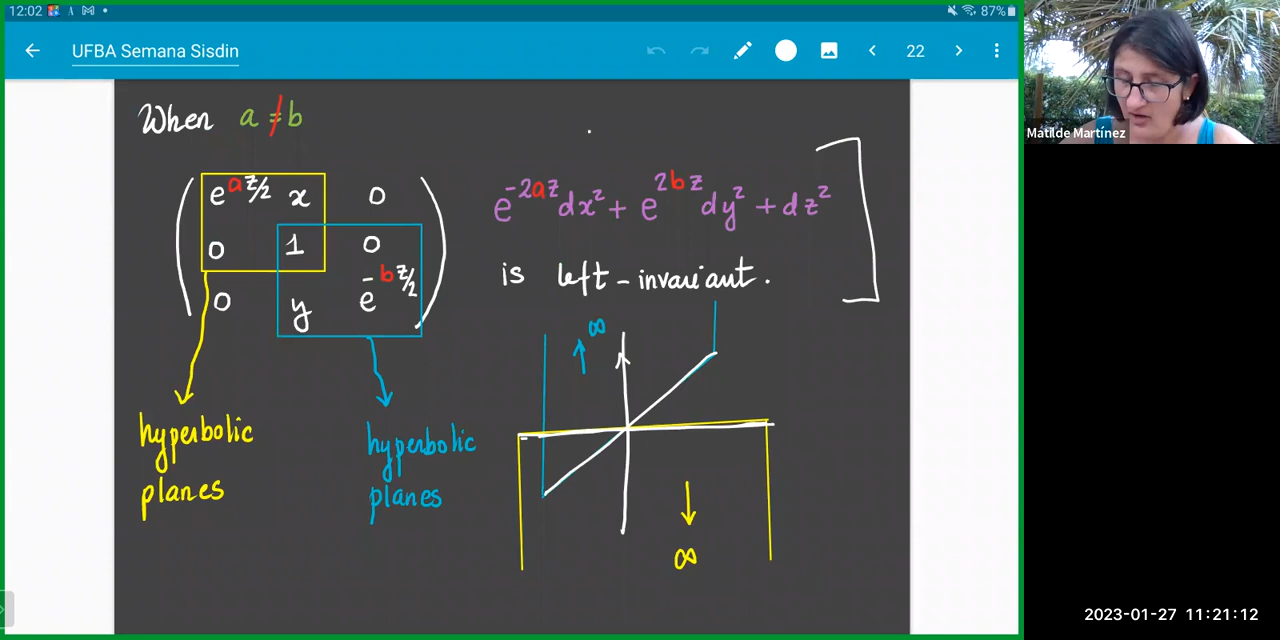 12:02 A M • 87%
UFBA Semana Sisdin
22
Matilde Martínez
When a ≠ b
e^{az/2} x 0
0 1 0
0 y e^{-bz/2}
e^{-2az}dx² + e^{2bz}dy² + dz²
is left-invariant.
∞
hyperbolic
planes
hyperbolic
planes
∞
2023-01-27 11:21:12